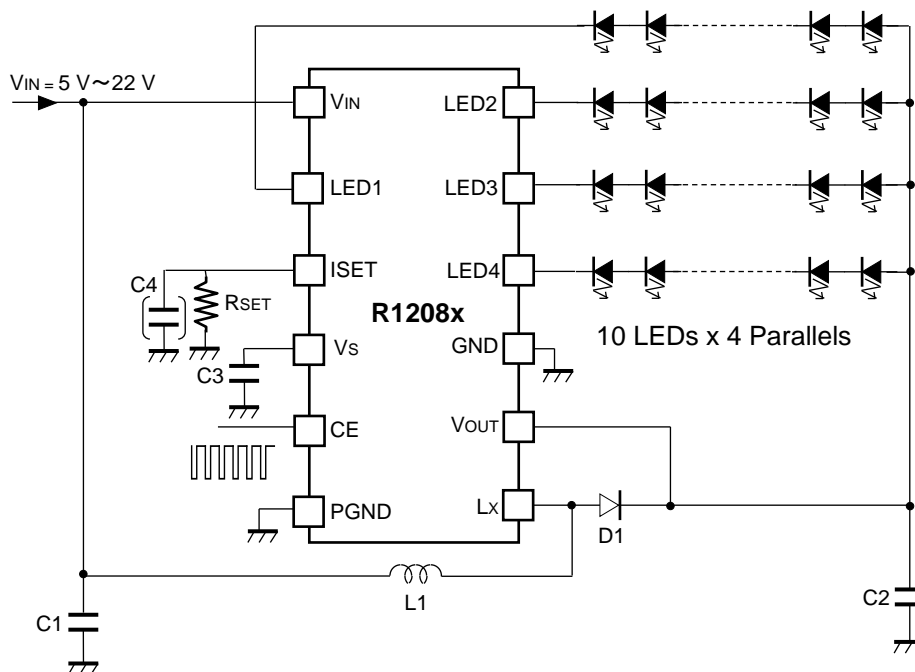 VIN = 5 V～22 V
VIN
LED2
LED1
LED3
C4
RSET
ISET
LED4
R1208x
10 LEDs x 4 Parallels
C3
VS
GND
CE
VOUT
PGND
LX
D1
L1
C1
C2